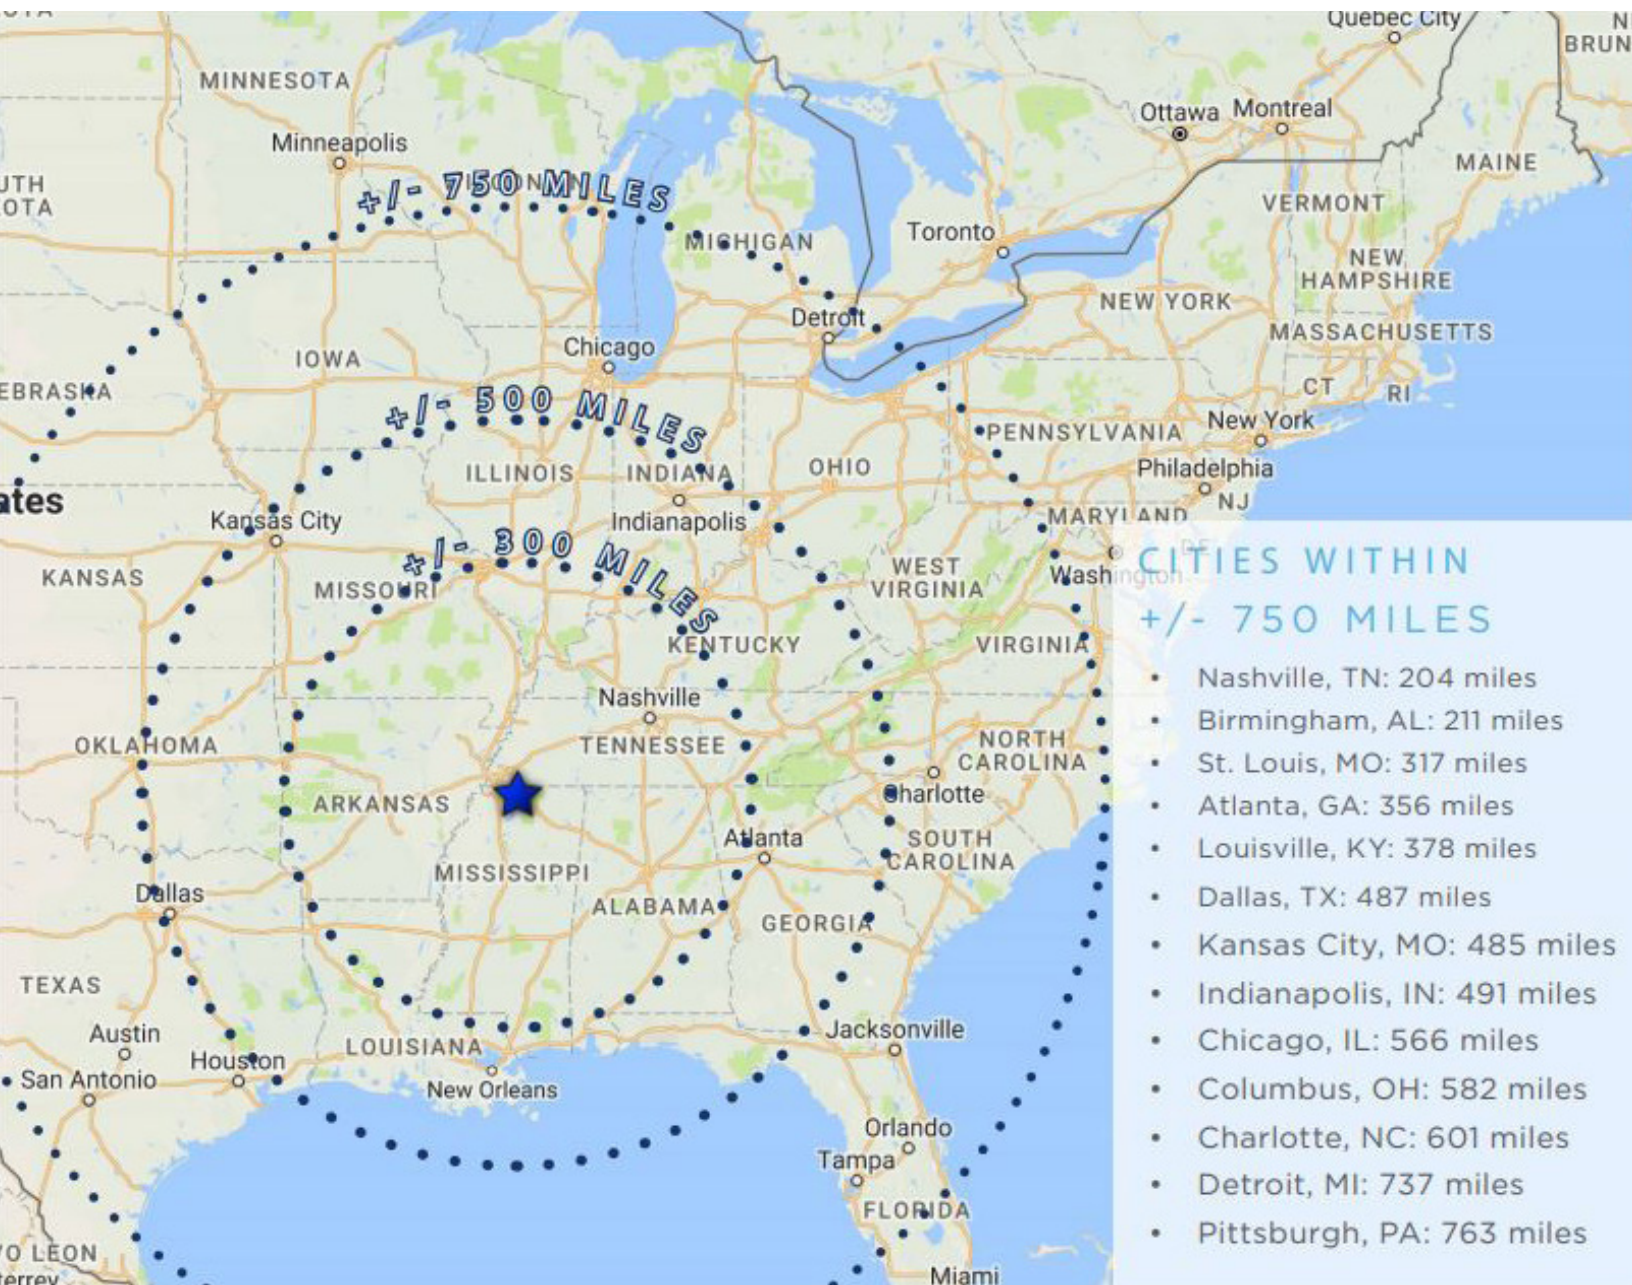 Quebec City
MINNESOTA
Ottawa
Montreal
Minneapolis
MAINE
+/- 750 MILES
VERMONT
Toronto
MICHIGAN
NEW
HAMPSHIRE
NEW YORK
Detroit
MASSACHUSETTS
Chicago
IOWA
CT
RI
EBRASKA
+/- 500 MILES
New York
PENNSYLVANIA
ILLINOIS
INDIANA
OHIO
Philadelphia
NJ
ates
Kansas City
Indianapolis
MARYLAND
+/- 300 MILES
KANSAS
MISSOURI
WEST
VIRGINIA
Washington
DE
KENTUCKY
VIRGINIA
Nashville
OKLAHOMA
TENNESSEE
NORTH
CAROLINA
ARKANSAS
Charlotte
Atlanta
SOUTH
CAROLINA
MISSISSIPPI
Dallas
ALABAMA
GEORGIA
TEXAS
Austin
Jacksonville
LOUISIANA
Houston
San Antonio
New Orleans
Orlando
Tampa
FLORIDA
Miami
CITIES WITHIN
+/- 750 MILES
• Nashville, TN: 204 miles
• Birmingham, AL: 211 miles
• St. Louis, MO: 317 miles
• Atlanta, GA: 356 miles
• Louisville, KY: 378 miles
• Dallas, TX: 487 miles
• Kansas City, MO: 485 miles
• Indianapolis, IN: 491 miles
• Chicago, IL: 566 miles
• Columbus, OH: 582 miles
• Charlotte, NC: 601 miles
• Detroit, MI: 737 miles
• Pittsburgh, PA: 763 miles